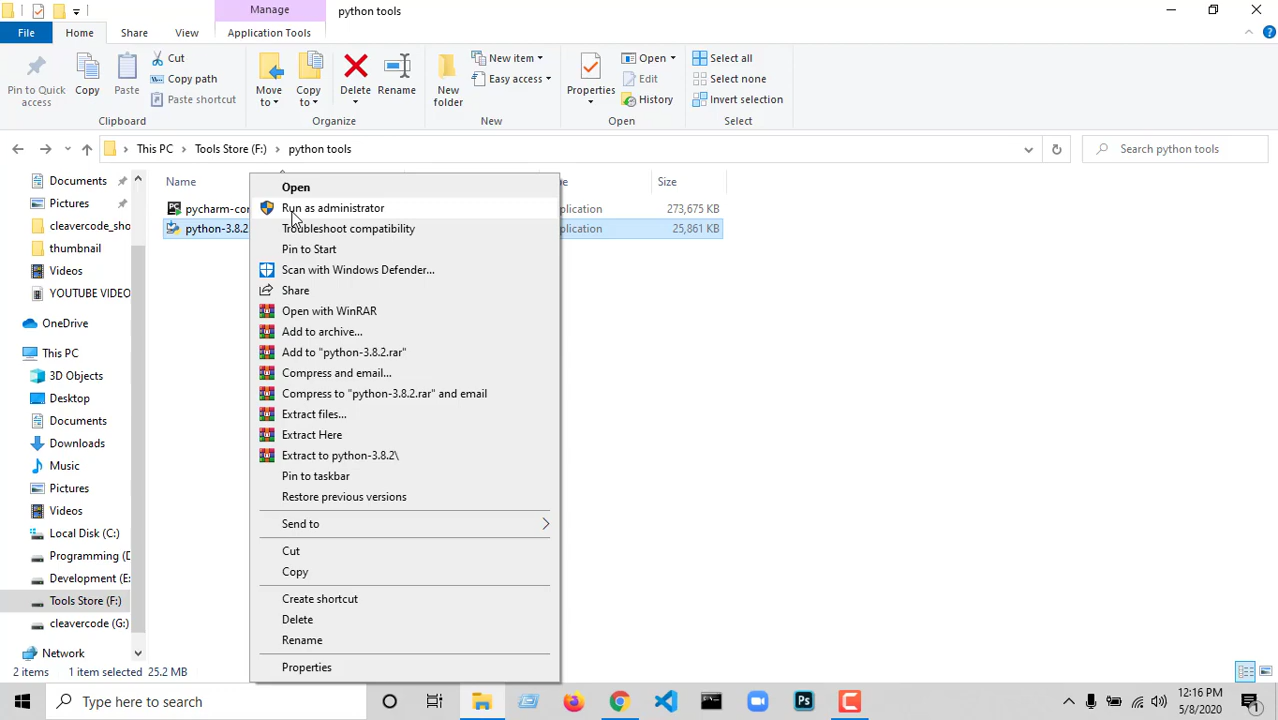 Manage
python tools
File
Home
Share
View
Application Tools
Pin to Quick access
Copy
Paste
Cut
Copy path
Paste shortcut
Clipboard
Move to
Copy to
Delete
Rename
Organize
New folder
New item
Easy access
New
Properties
Open
Edit
History
Open
Select all
Select none
Invert selection
Select
This PC
Tools Store (F:)
python tools
Search python tools
Name
Size
pycharm-co
plication
273,675 KB
python-3.8.2
plication
25,861 KB
Documents
Pictures
cleavercode_sho
thumbnail
Videos
YOUTUBE VIDEO
OneDrive
This PC
3D Objects
Desktop
Documents
Downloads
Music
Pictures
Videos
Local Disk (C:)
Programming (D
Development (E:
Tools Store (F:)
cleavercode (G:)
Network
Open
Run as administrator
Troubleshoot compatibility
Pin to Start
Scan with Windows Defender...
Share
Open with WinRAR
Add to archive...
Add to "python-3.8.2.rar"
Compress and email...
Compress to "python-3.8.2.rar" and email
Extract files...
Extract Here
Extract to python-3.8.2\
Pin to taskbar
Restore previous versions
Send to
Cut
Copy
Create shortcut
Delete
Rename
Properties
2 items
1 item selected
25.2 MB
Type here to search
12:16 PM
5/8/2020